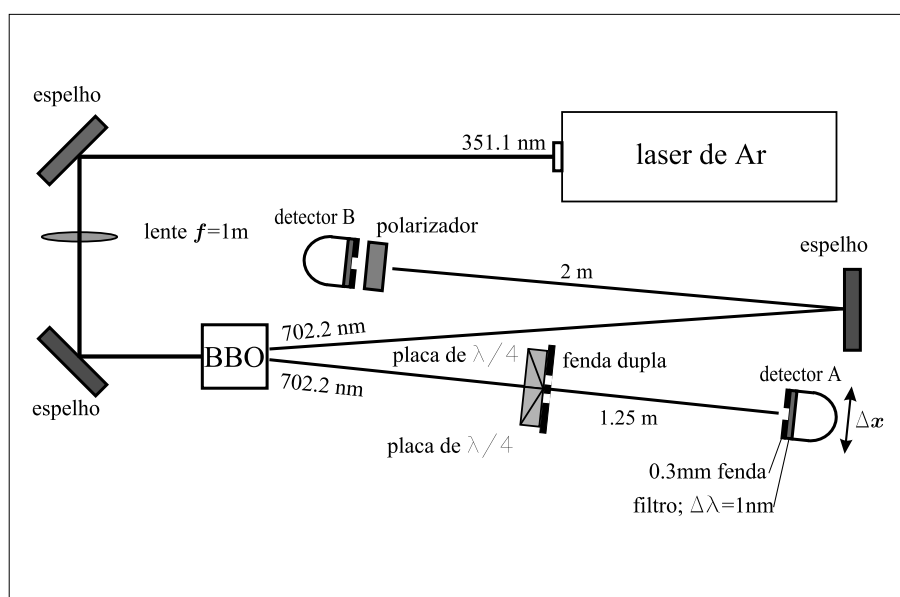 espelho
351.1 nm
laser de Ar
lente f=1m
detector B
polarizador
espelho
2 m
702.2 nm
BBO
702.2 nm
placa de λ/4
fenda dupla
espelho
detector A
1.25 m
Δx
placa de λ/4
0.3mm fenda
filtro; Δλ=1nm